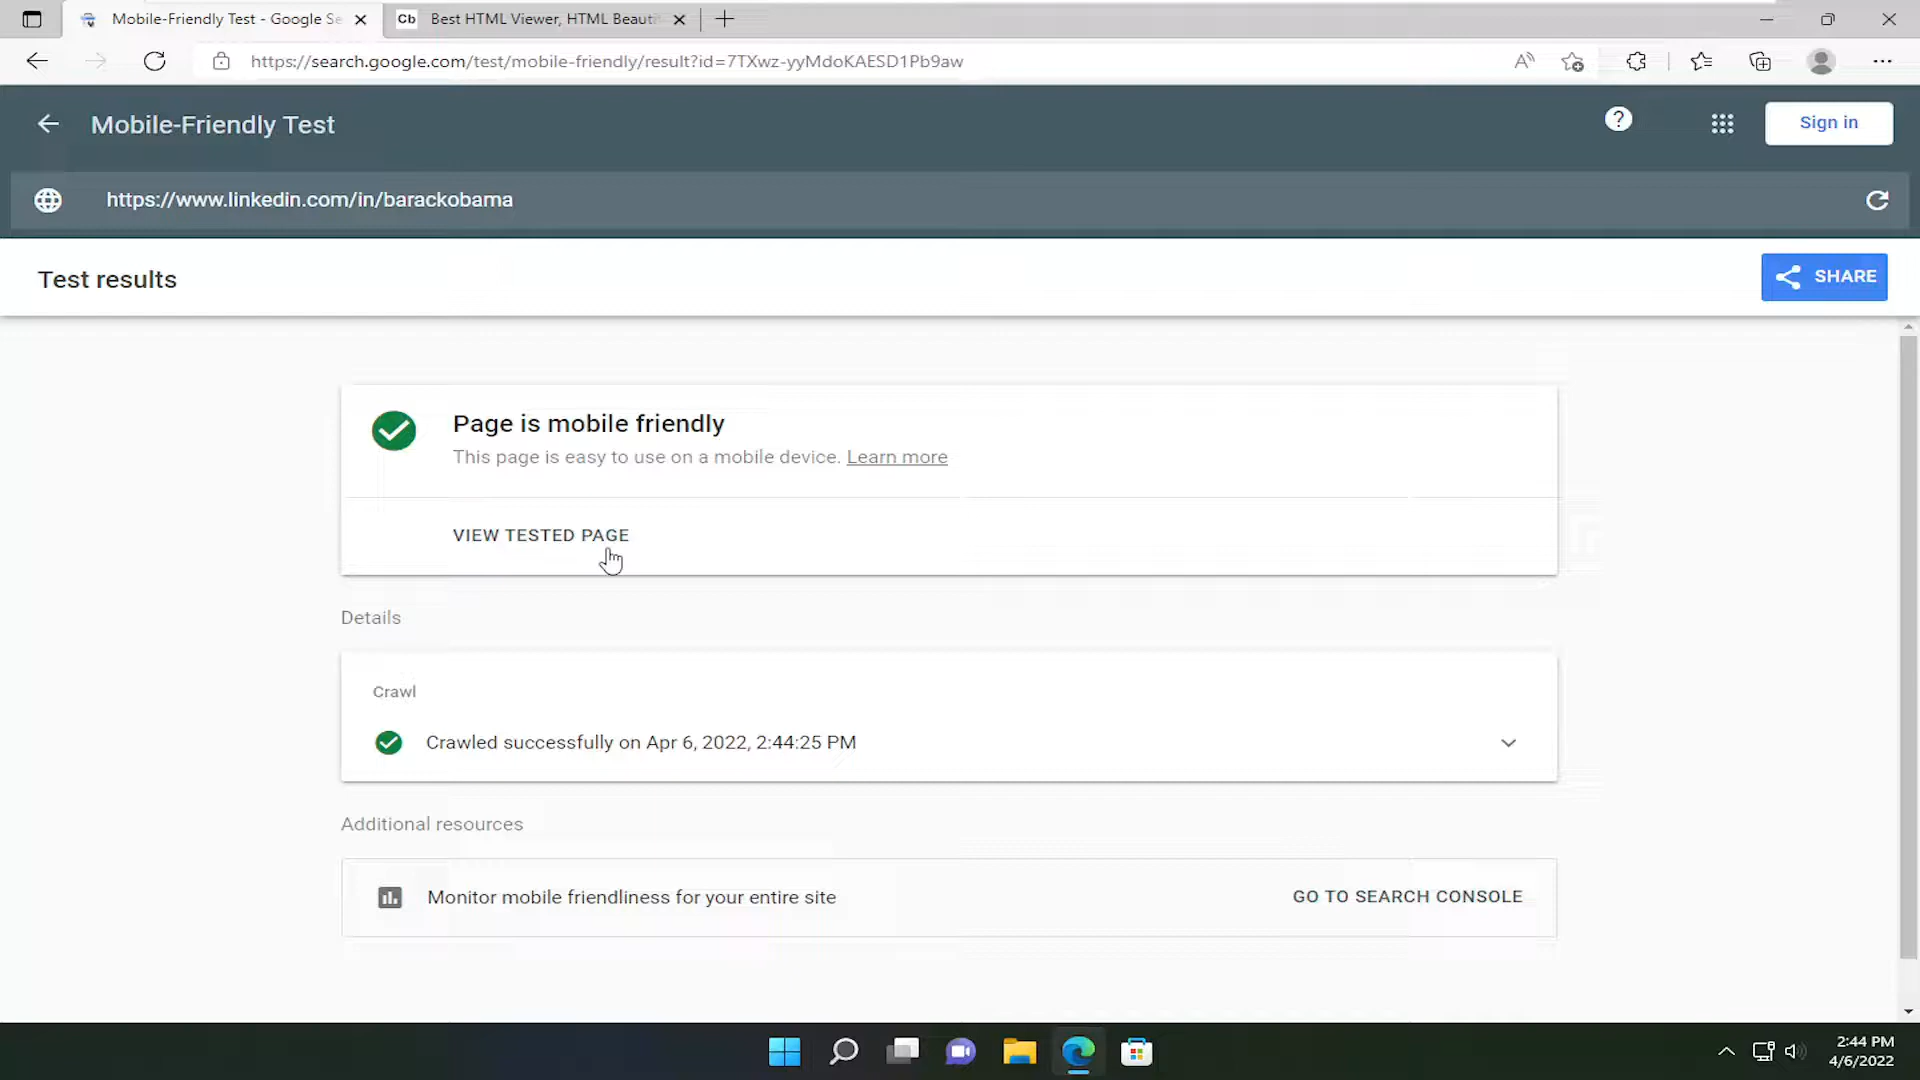 Mobile-Friendly Test - Google Se
Cb
Best HTML Viewer, HTML Beauti
https://search.google.com/test/mobile-friendly/result?id=7TXwz-yyMdoKAESD1Pb9aw
Mobile-Friendly Test
Sign in
https://www.linkedin.com/in/barackobama
Test results
SHARE
Page is mobile friendly
This page is easy to use on a mobile device. Learn more
VIEW TESTED PAGE
Details
Crawl
Crawled successfully on Apr 6, 2022, 2:44:25 PM
Additional resources
Monitor mobile friendliness for your entire site
GO TO SEARCH CONSOLE
2:44 PM
4/6/2022